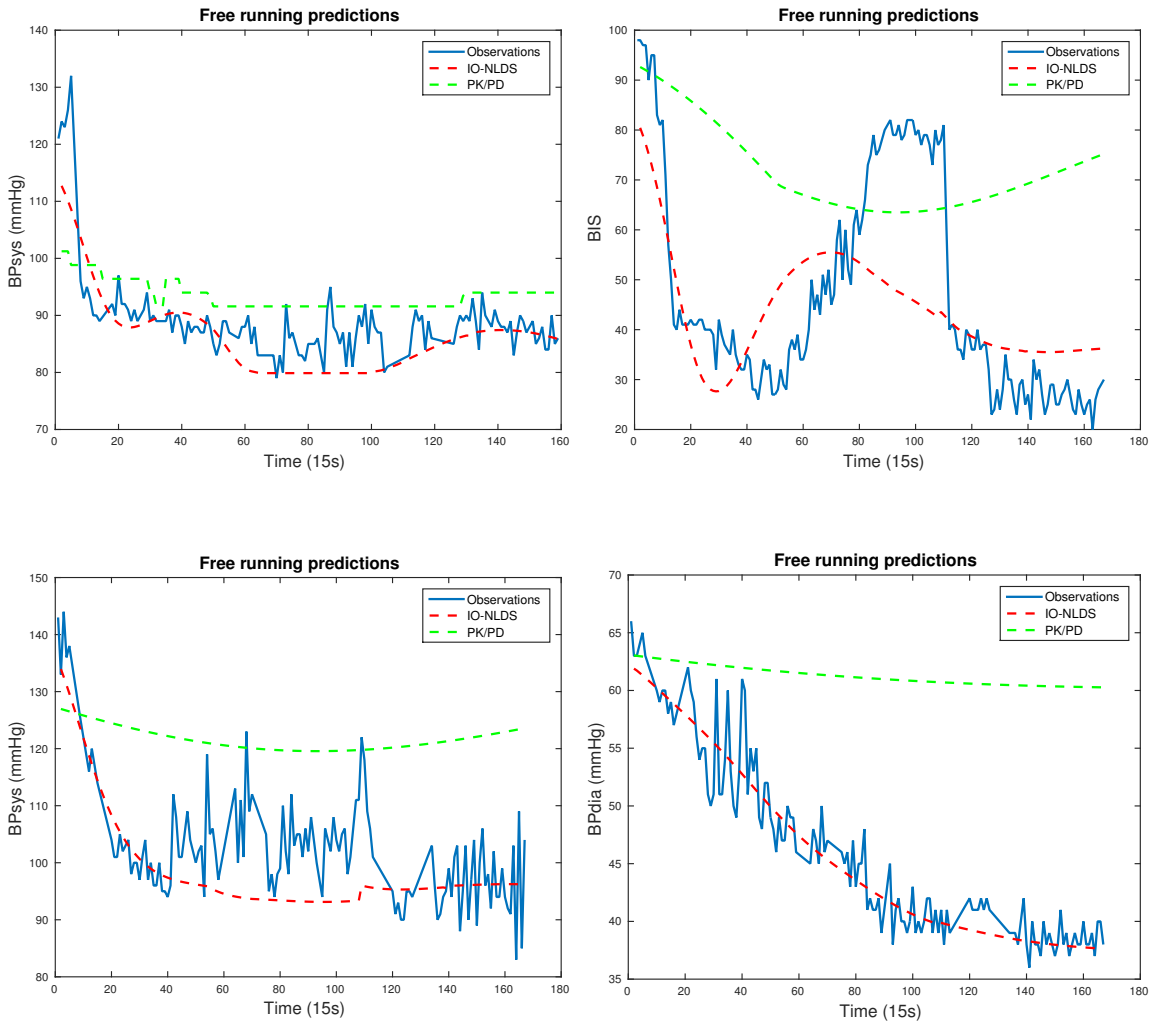 Free running predictions
140
130
120
110
100
90
80
70
0 20 40 60 80 100 120 140 160
BPsys (mmHg)
Time (15s)
Observations
IO-NLDS
PK/PD
Free running predictions
100
90
80
70
60
50
40
30
20
0 20 40 60 80 100 120 140 160 180
BIS
Time (15s)
Observations
IO-NLDS
PK/PD
Free running predictions
150
140
130
120
110
100
90
80
0 20 40 60 80 100 120 140 160 180
BPsys (mmHg)
Time (15s)
Observations
IO-NLDS
PK/PD
Free running predictions
70
65
60
55
50
45
40
35
0 20 40 60 80 100 120 140 160 180
BPdia (mmHg)
Time (15s)
Observations
IO-NLDS
PK/PD